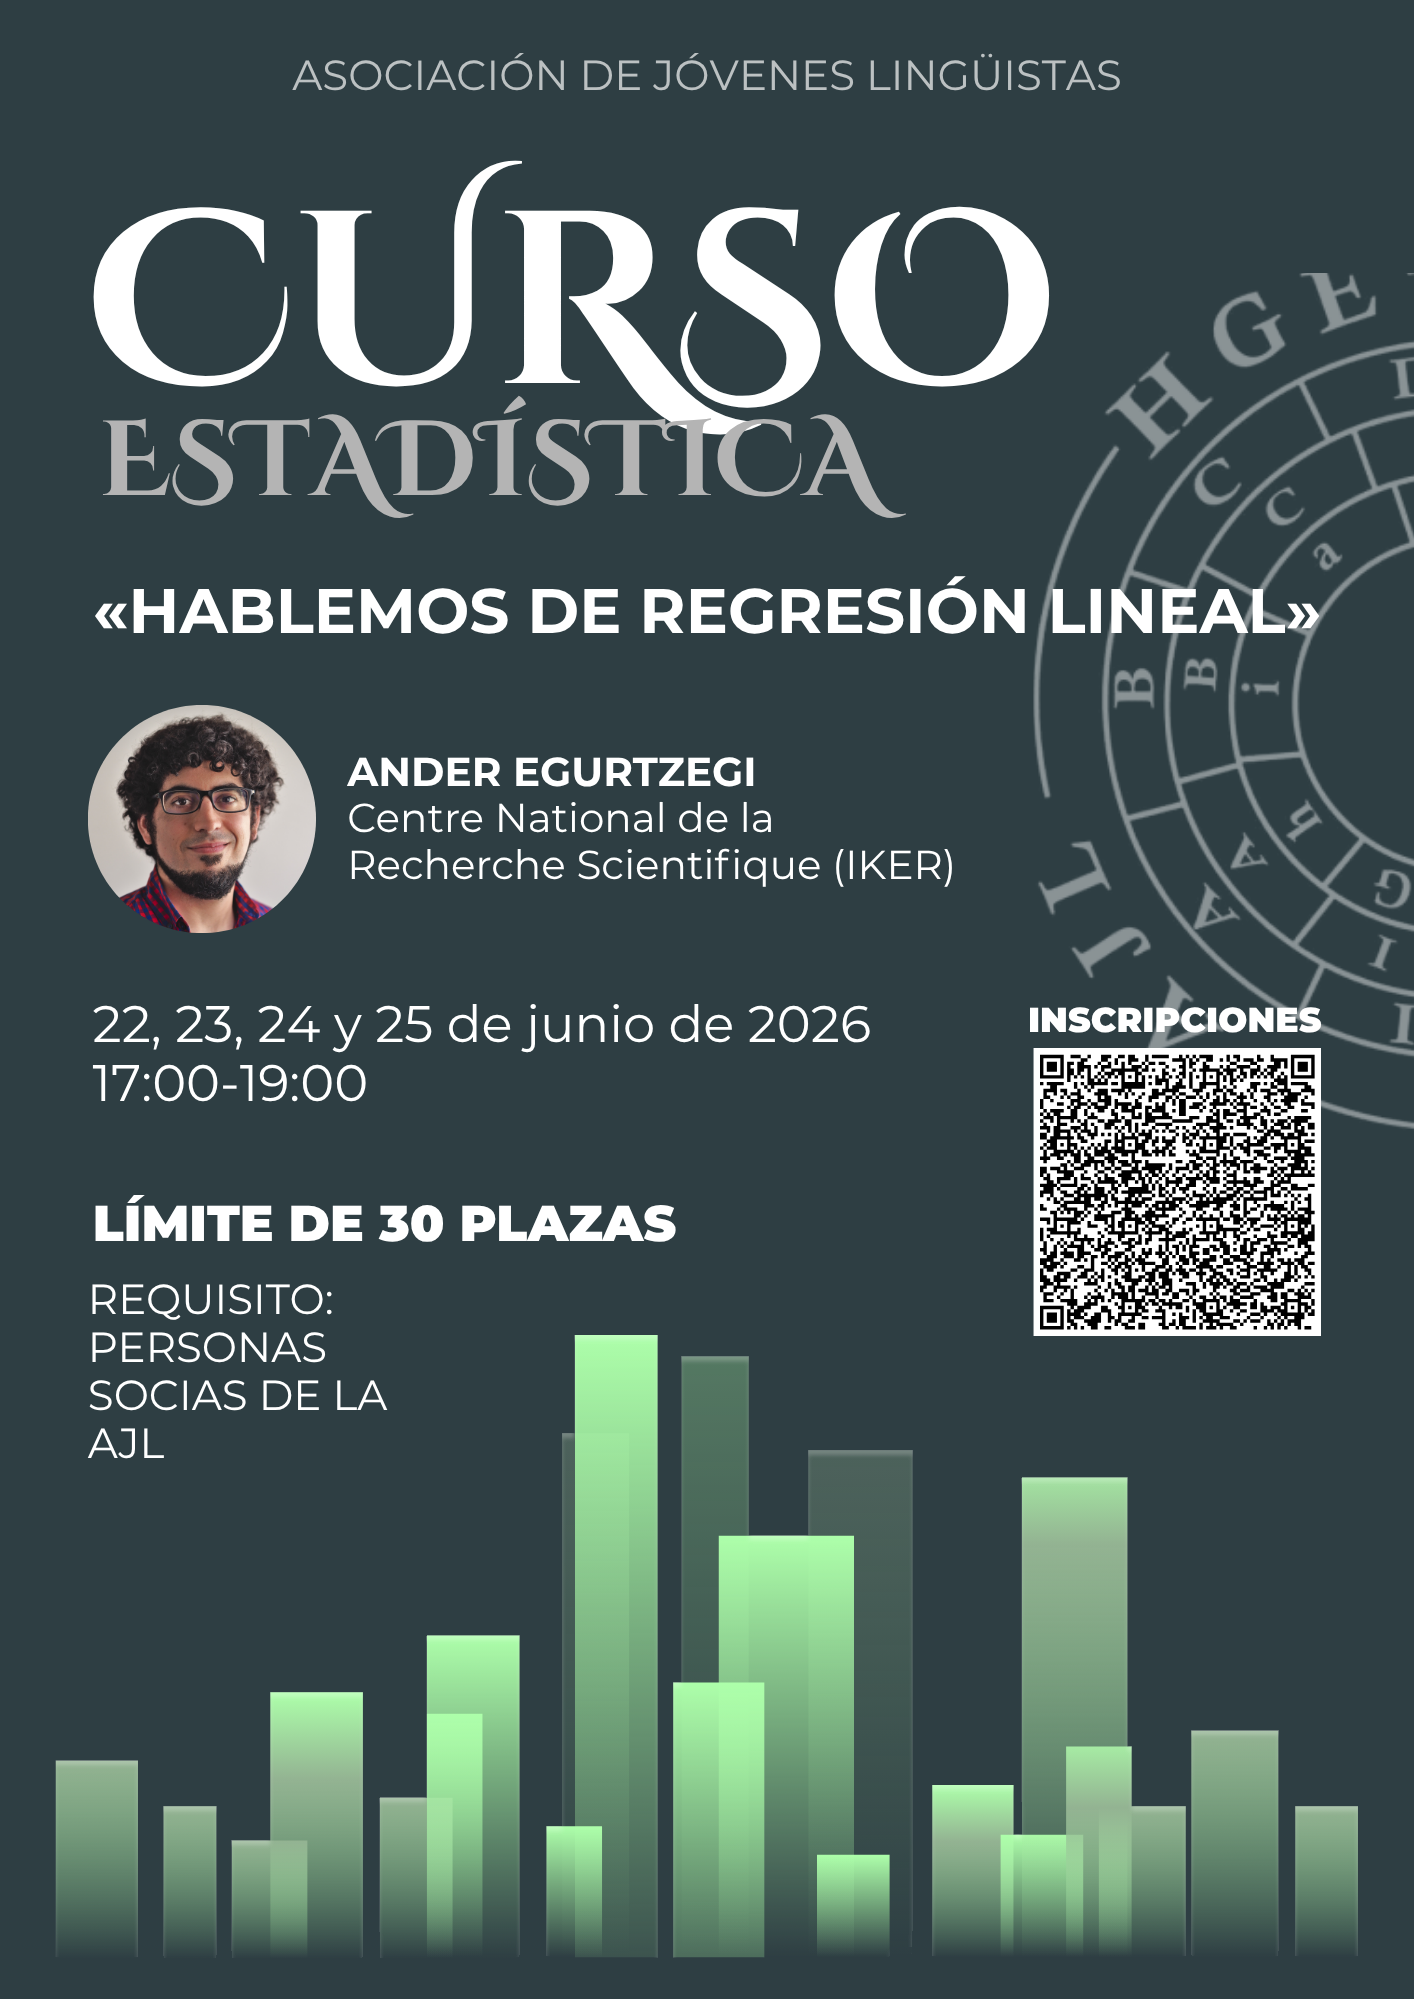 ASOCIACIÓN DE JÓVENES LINGÜISTAS
CURSO
ESTADÍSTICA
«HABLEMOS DE REGRESIÓN LINEAL»
ANDER EGURTZEGI
Centre National de la
Recherche Scientifique (IKER)
22, 23, 24 y 25 de junio de 2026
17:00-19:00
INSCRIPCIONES
LÍMITE DE 30 PLAZAS
REQUISITO:
PERSONAS
SOCIAS DE LA
AJL
H G E
A J L
C
B
A
C
B
A
I
a
i
h
G